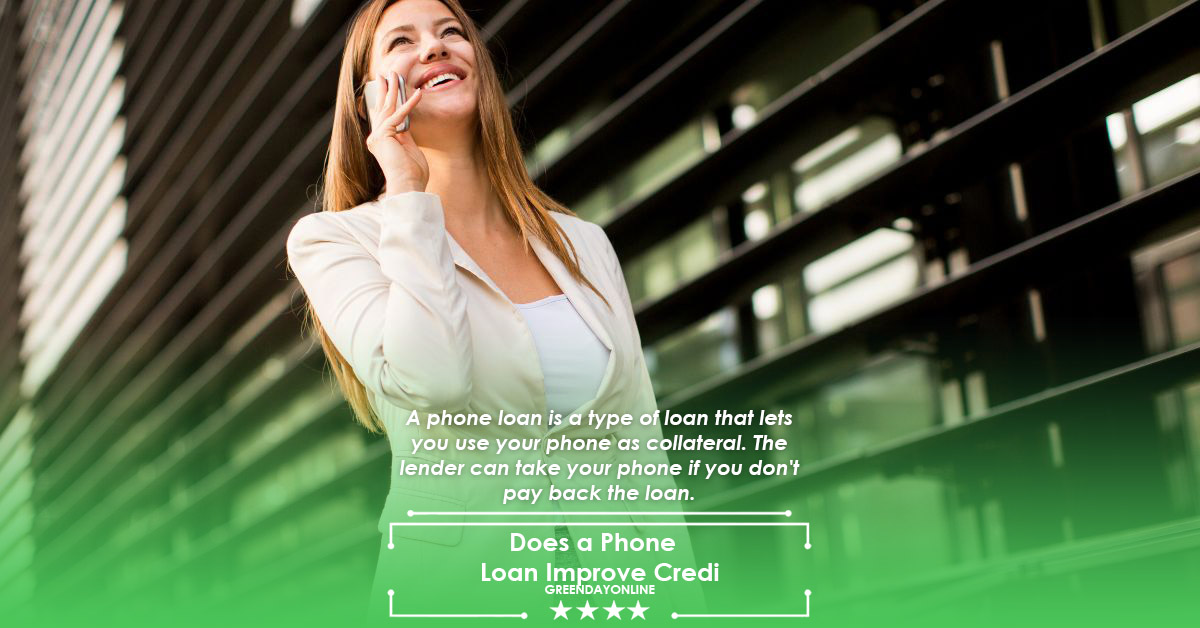 A phone loan is a type of loan that lets
you use your phone as collateral. The
lender can take your phone if you don't
pay back the loan.
Does a Phone
Loan Improve Credi
GREENDAYONLINE